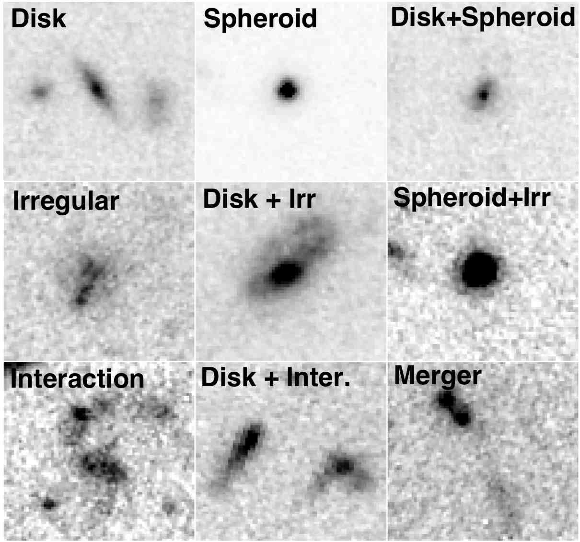 Disk
Spheroid
Disk+Spheroid
Irregular
Disk + Irr
Spheroid+Irr
Interaction
Disk + Inter.
Merger